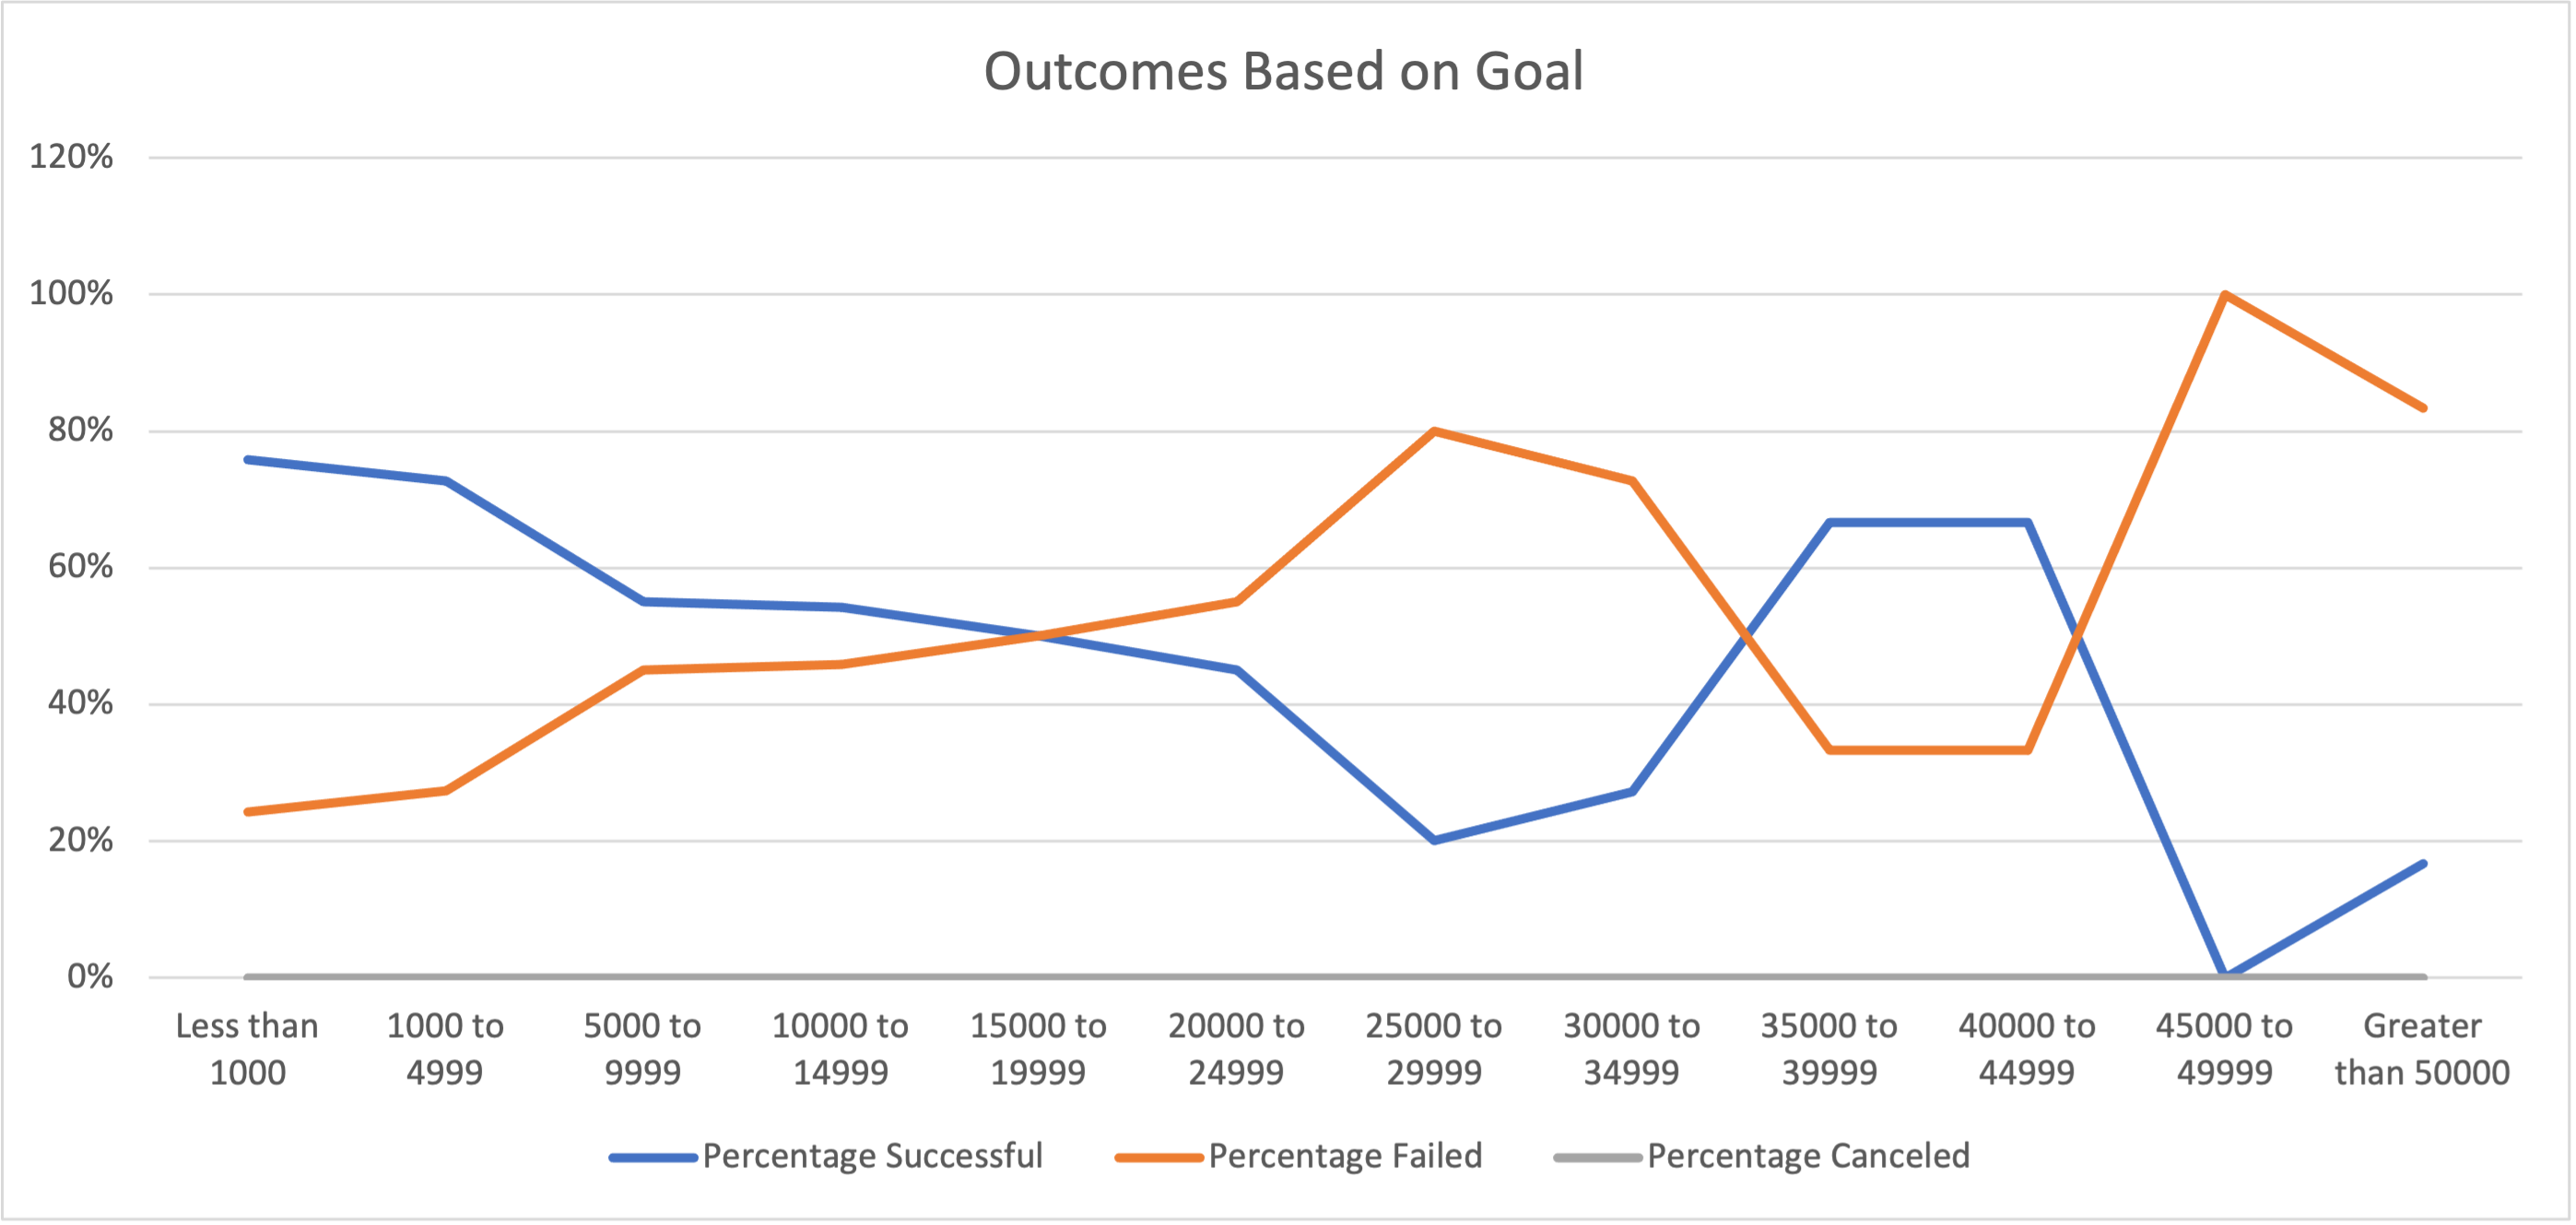 Outcomes Based on Goal
120%
100%
80%
60%
40%
20%
0%
Less than 1000 to 5000 to 10000 to 15000 to 20000 to 25000 to 30000 to 35000 to 40000 to 45000 to Greater
1000 4999 9999 14999 19999 24999 29999 34999 39999 44999 49999 than 50000
Percentage Successful Percentage Failed Percentage Canceled